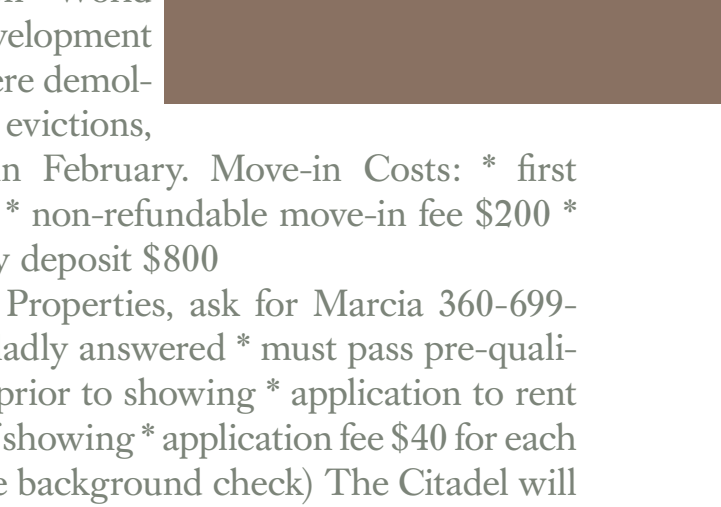 World
velopment
ere demol-
evictions,
in February. Move-in Costs: * first
* non-refundable move-in fee $200 *
y deposit $800
Properties, ask for Marcia 360-699-
ladly answered * must pass pre-quali-
prior to showing * application to rent
showing * application fee $40 for each
e background check) The Citadel will